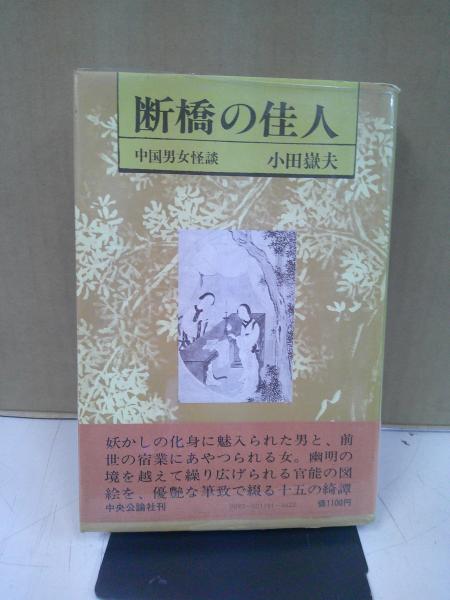 断橋の佳人
中国男女怪談 小田嶽夫
妖かしの化身に魅入られた男と、前
世の宿業にあやつられる女。幽明の
境を越えて繰り広げられる官能の図
絵を、優艶な筆致で綴る十五の綺譚
中央公論社刊 価1100円